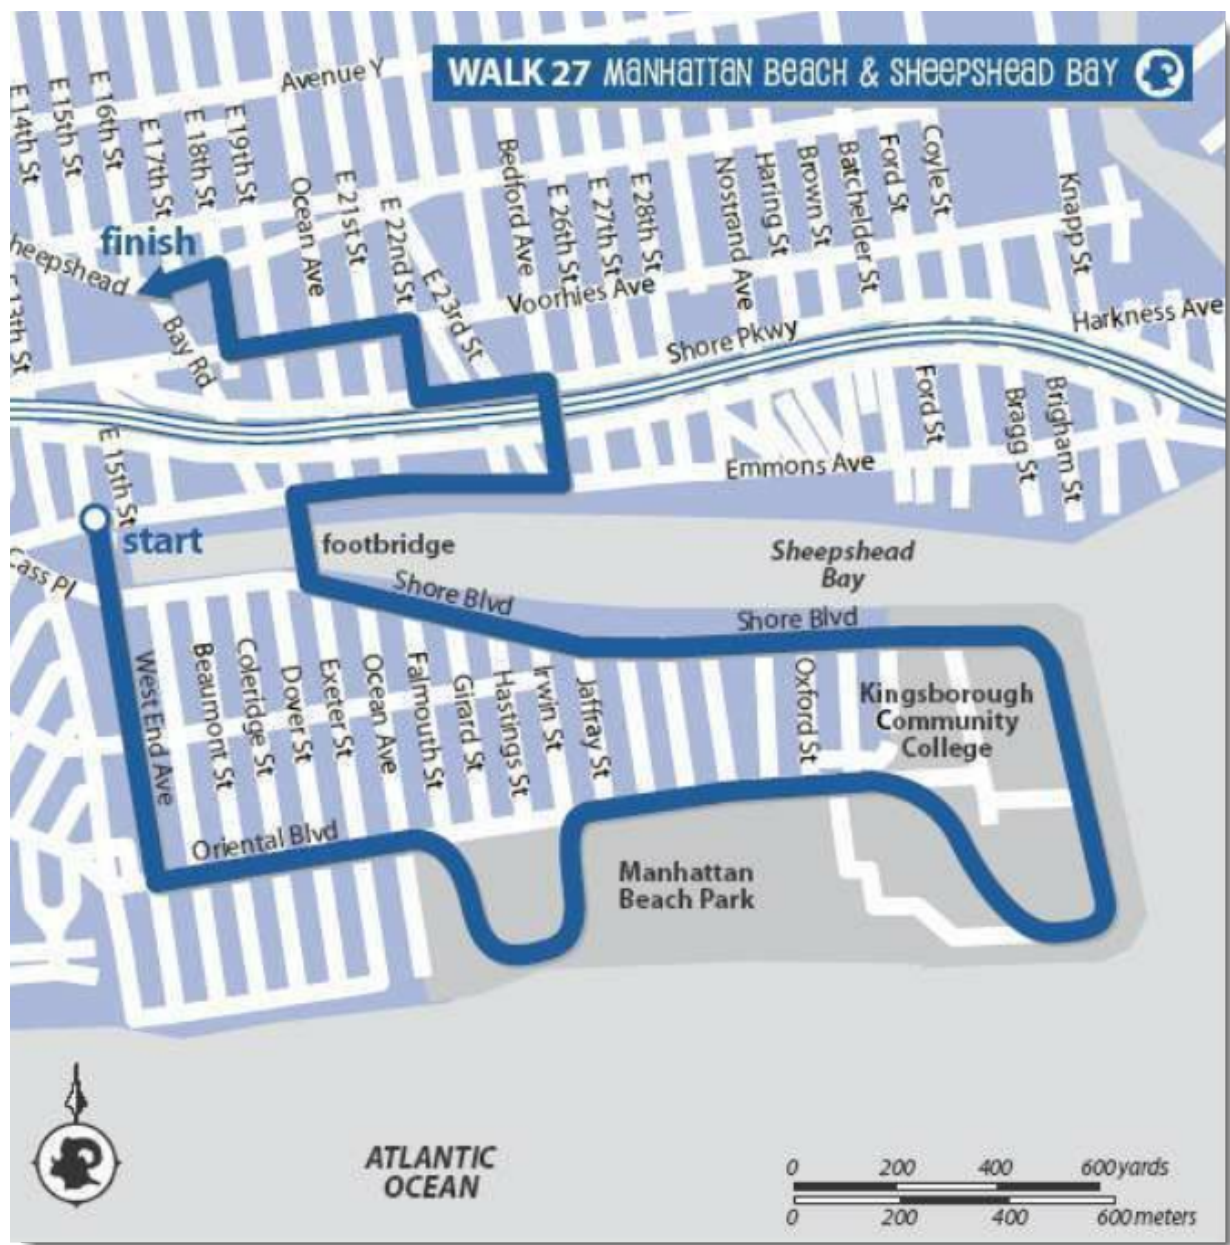 WALK 27 MANHATTAN BEACH & SHEEPSHEAD BAY
Avenue Y
E 14th St
E 15th St
E 16th St
E 17th St
E 18th St
E 19th St
Ocean Ave
E 21st St
E 22nd St
E 23rd St
Bedford Ave
E 26th St
E 27th St
E 28th St
Nostrand Ave
Haring St
Brown St
Batchelder St
Ford St
Coyle St
Knapp St
finish
heepshead
Bay Rd
13th St
Voorhies Ave
Shore Pkwy
Harkness Ave
E 15th St
Ford St
Bragg St
Brigham St
Emmons Ave
start
footbridge
Sheepshead
Bay
Cass Pl
Shore Blvd
Shore Blvd
West End Ave
Beaumont St
Coleridge St
Dover St
Exeter St
Ocean Ave
Falmouth St
Girard St
Hastings St
Irwin St
Jaffray St
Oxford St
Kingsborough
Community
College
Oriental Blvd
Manhattan
Beach Park
ATLANTIC
OCEAN
0 200 400 600 yards
0 200 400 600 meters